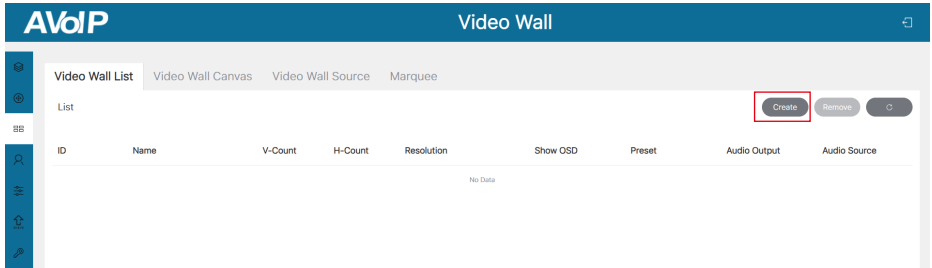 AVoIP Video Wall
Video Wall List Video Wall Canvas Video Wall Source Marquee
List Create Remove
ID Name V-Count H-Count Resolution Show OSD Preset Audio Output Audio Source
No Data